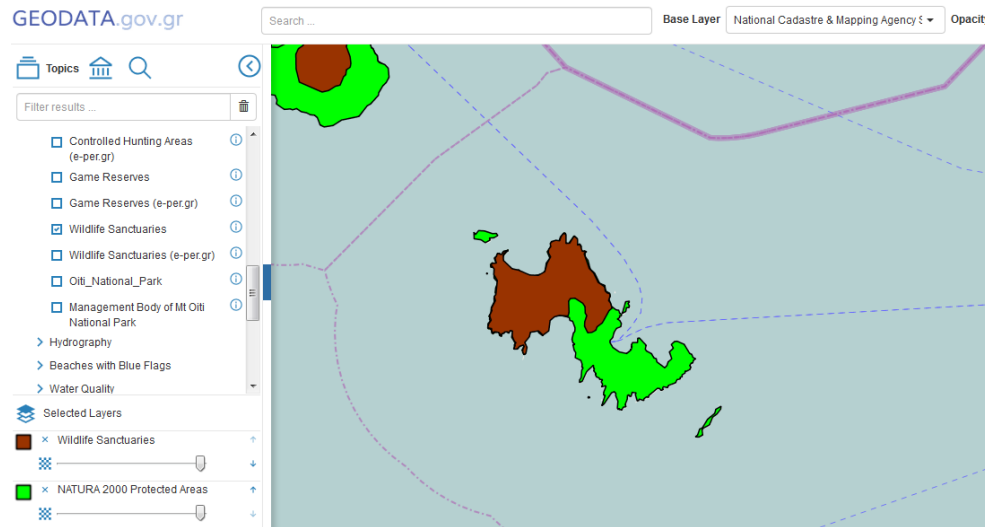 GEODATA.gov.gr
Search ...
Base Layer
National Cadastre & Mapping Agency S
Opacity
Topics
Filter results ...
Controlled Hunting Areas
(e-per.gr)
Game Reserves
Game Reserves (e-per.gr)
Wildlife Sanctuaries
Wildlife Sanctuaries (e-per.gr)
Oiti_National_Park
Management Body of Mt Oiti
National Park
Hydrography
Beaches with Blue Flags
Water Quality
Selected Layers
Wildlife Sanctuaries
NATURA 2000 Protected Areas